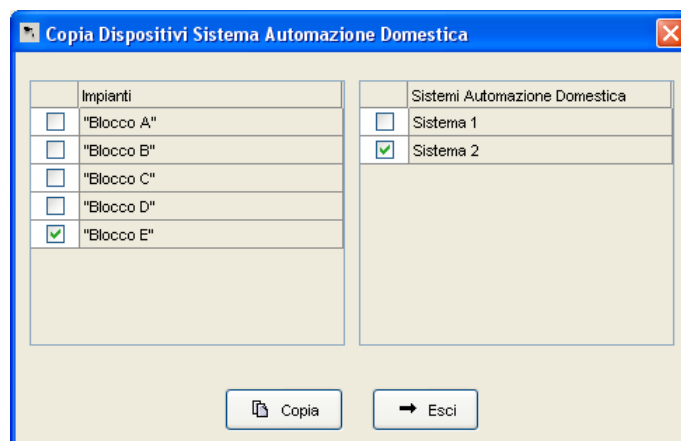 Copia Dispositivi Sistema Automazione Domestica
Impianti
"Blocco A"
"Blocco B"
"Blocco C"
"Blocco D"
"Blocco E"
Sistemi Automazione Domestica
Sistema 1
Sistema 2
Copia
Esci